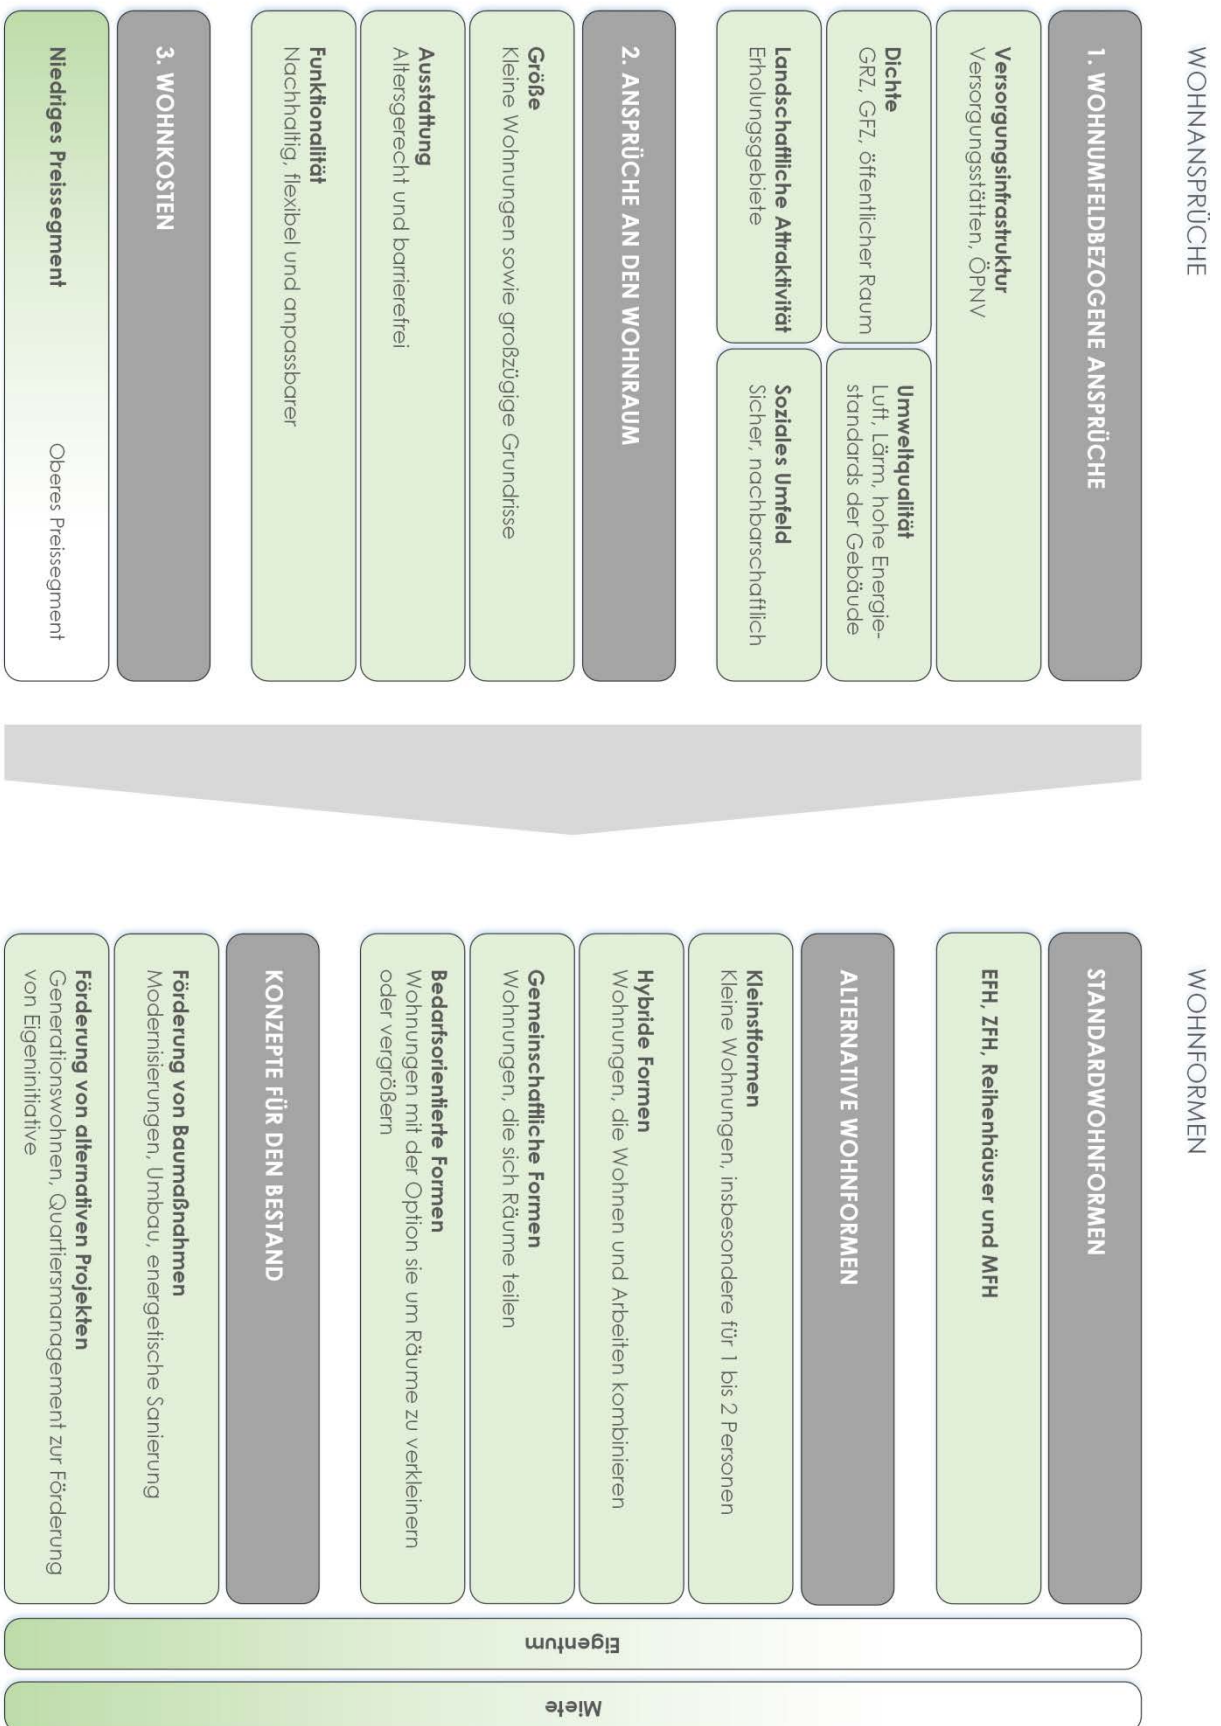 WOHNANSPRÜCHE
1. WOHNUMFELDBEZOGENE ANSPRÜCHE
Versorgungsinfrastruktur
Versorgungsstätten, ÖPNV
Dichte
GRZ, GFZ, öffentlicher Raum
Umweltqualität
Luft, Lärm, hohe Energie-
standards der Gebäude
Landschaftliche Attraktivität
Erholungsgebiete
Soziales Umfeld
Sicher, nachbarschaftlich
2. ANSPRÜCHE AN DEN WOHNRAUM
Größe
Kleine Wohnungen sowie großzügige Grundrisse
Ausstattung
Altersgerecht und barrierefrei
Funktionalität
Nachhaltig, flexibel und anpassbarer
3. WOHNKOSTEN
Niedriges Preissegment
Oberes Preissegment
WOHNFORMEN
STANDARDWOHNFORMEN
EFH, ZFH, Reihenhäuser und MFH
ALTERNATIVE WOHNFORMEN
Kleinstformen
Kleine Wohnungen, insbesondere für 1 bis 2 Personen
Hybride Formen
Wohnungen, die Wohnen und Arbeiten kombinieren
Gemeinschaftliche Formen
Wohnungen, die sich Räume teilen
Bedarfsorientierte Formen
Wohnungen mit der Option sie um Räume zu verkleinern
oder vergrößern
KONZEPTE FÜR DEN BESTAND
Förderung von Baumaßnahmen
Modernisierungen, Umbau, energetische Sanierung
Förderung von alternativen Projekten
Generationswohnen, Quartiersmanagement zur Förderung
von Eigeninitiative
Eigentum
Miete